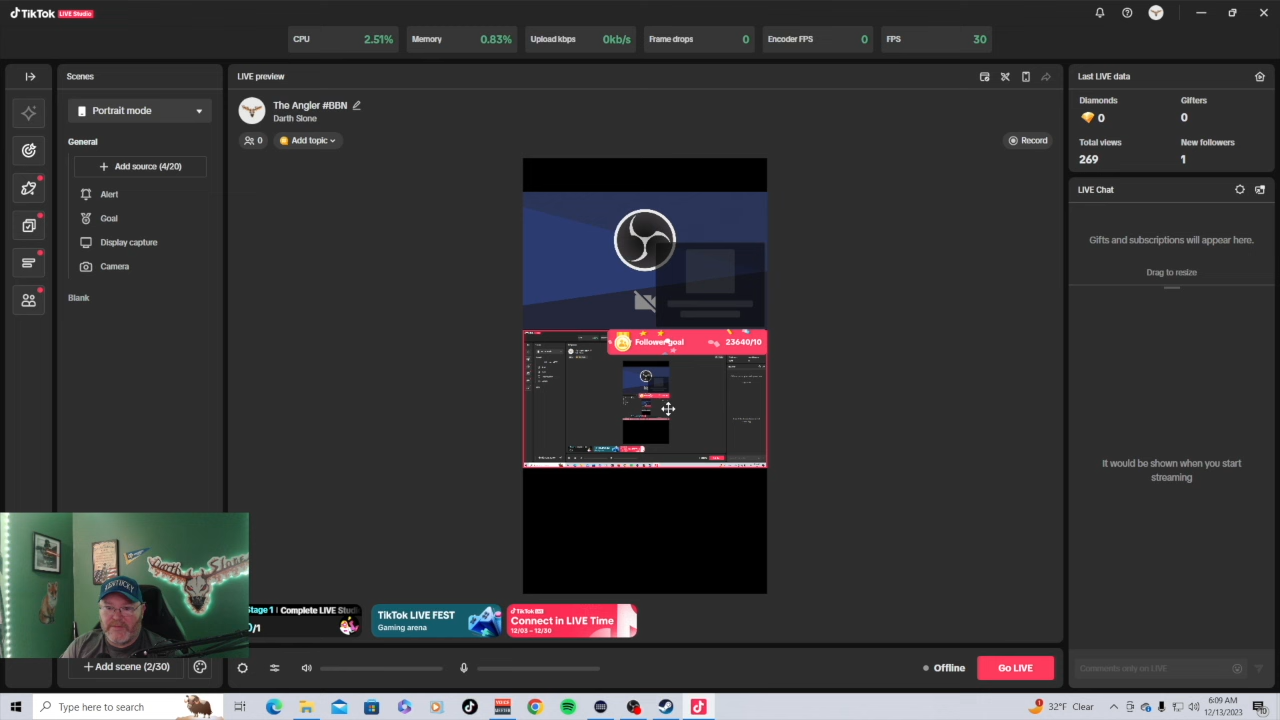 TikTok LIVE Studio
CPU 2.51%
Memory 0.83%
Upload kbps 0kb/s
Frame drops 0
Encoder FPS 0
FPS 30
Scenes
Portrait mode
General
+ Add source (4/20)
Alert
Goal
Display capture
Camera
Blank
LIVE preview
The Angler #BBN
Darth Slone
0
Add topic
Record
Follower goal
23640/10
Last LIVE data
Diamonds
Gifters
0
0
Total views
New followers
269
1
LIVE Chat
Gifts and subscriptions will appear here.
Drag to resize
It would be shown when you start
streaming
KENTUCKY
Darth Slone
Stage 1 | Complete LIVE Stud
0/1
TikTok LIVE FEST
Gaming arena
TikTok LIVE
Connect in LIVE Time
12/03 – 12/30
+ Add scene (2/30)
Offline
Go LIVE
Comments only on LIVE
Type here to search
32°F Clear
6:09 AM
12/13/2023